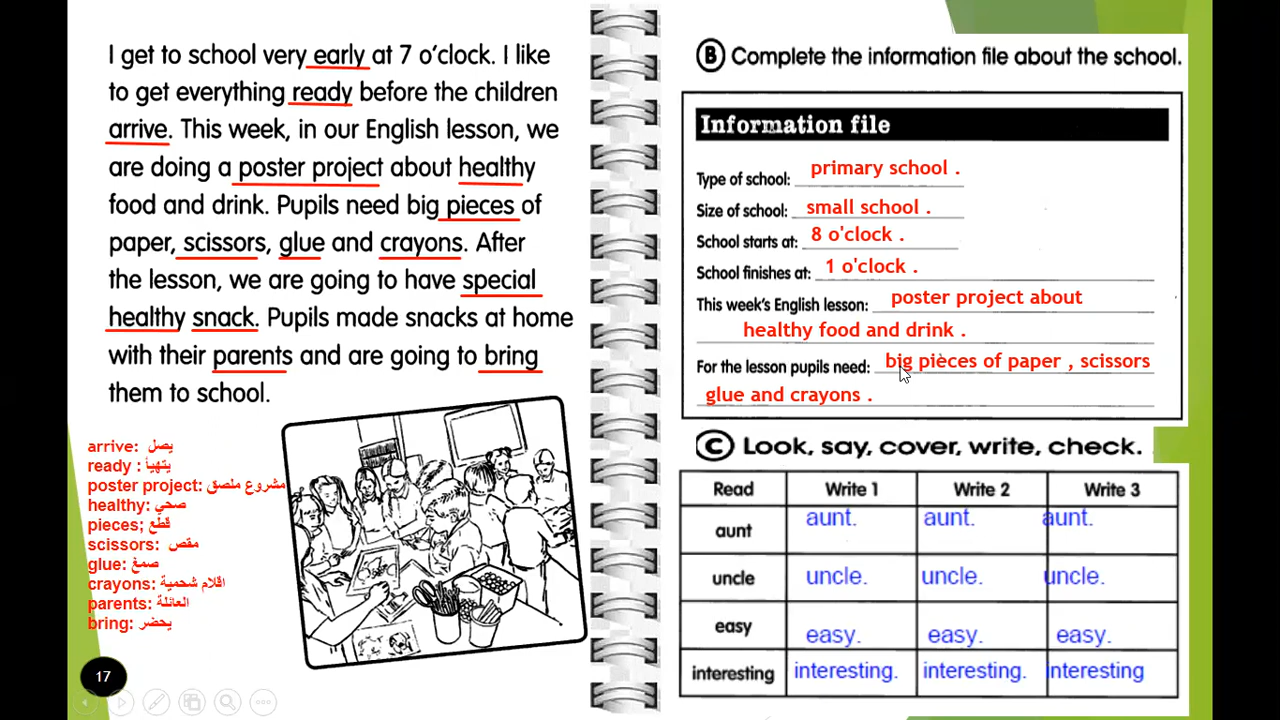 I get to school very early at 7 o’clock. I like
to get everything ready before the children
arrive. This week, in our English lesson, we
are doing a poster project about healthy
food and drink. Pupils need big pieces of
paper, scissors, glue and crayons. After
the lesson, we are going to have special
healthy snack. Pupils made snacks at home
with their parents and are going to bring
them to school.
arrive: يصل
ready : يتهيأ
poster project: مشروع ملصق
healthy: صحي
pieces; قطع
scissors: مقص
glue: صمغ
crayons: اقلام شحمية
parents: العائلة
bring: يحضر
17
B Complete the information file about the school.
Information file
Type of school: primary school .
Size of school: small school .
School starts at: 8 o'clock .
School finishes at: 1 o'clock .
This week's English lesson: poster project about
healthy food and drink .
For the lesson pupils need: big pieces of paper , scissors
glue and crayons .
C Look, say, cover, write, check.
Read Write 1 Write 2 Write 3
aunt aunt. aunt. aunt.
uncle uncle. uncle. uncle.
easy easy. easy. easy.
interesting interesting. interesting. interesting